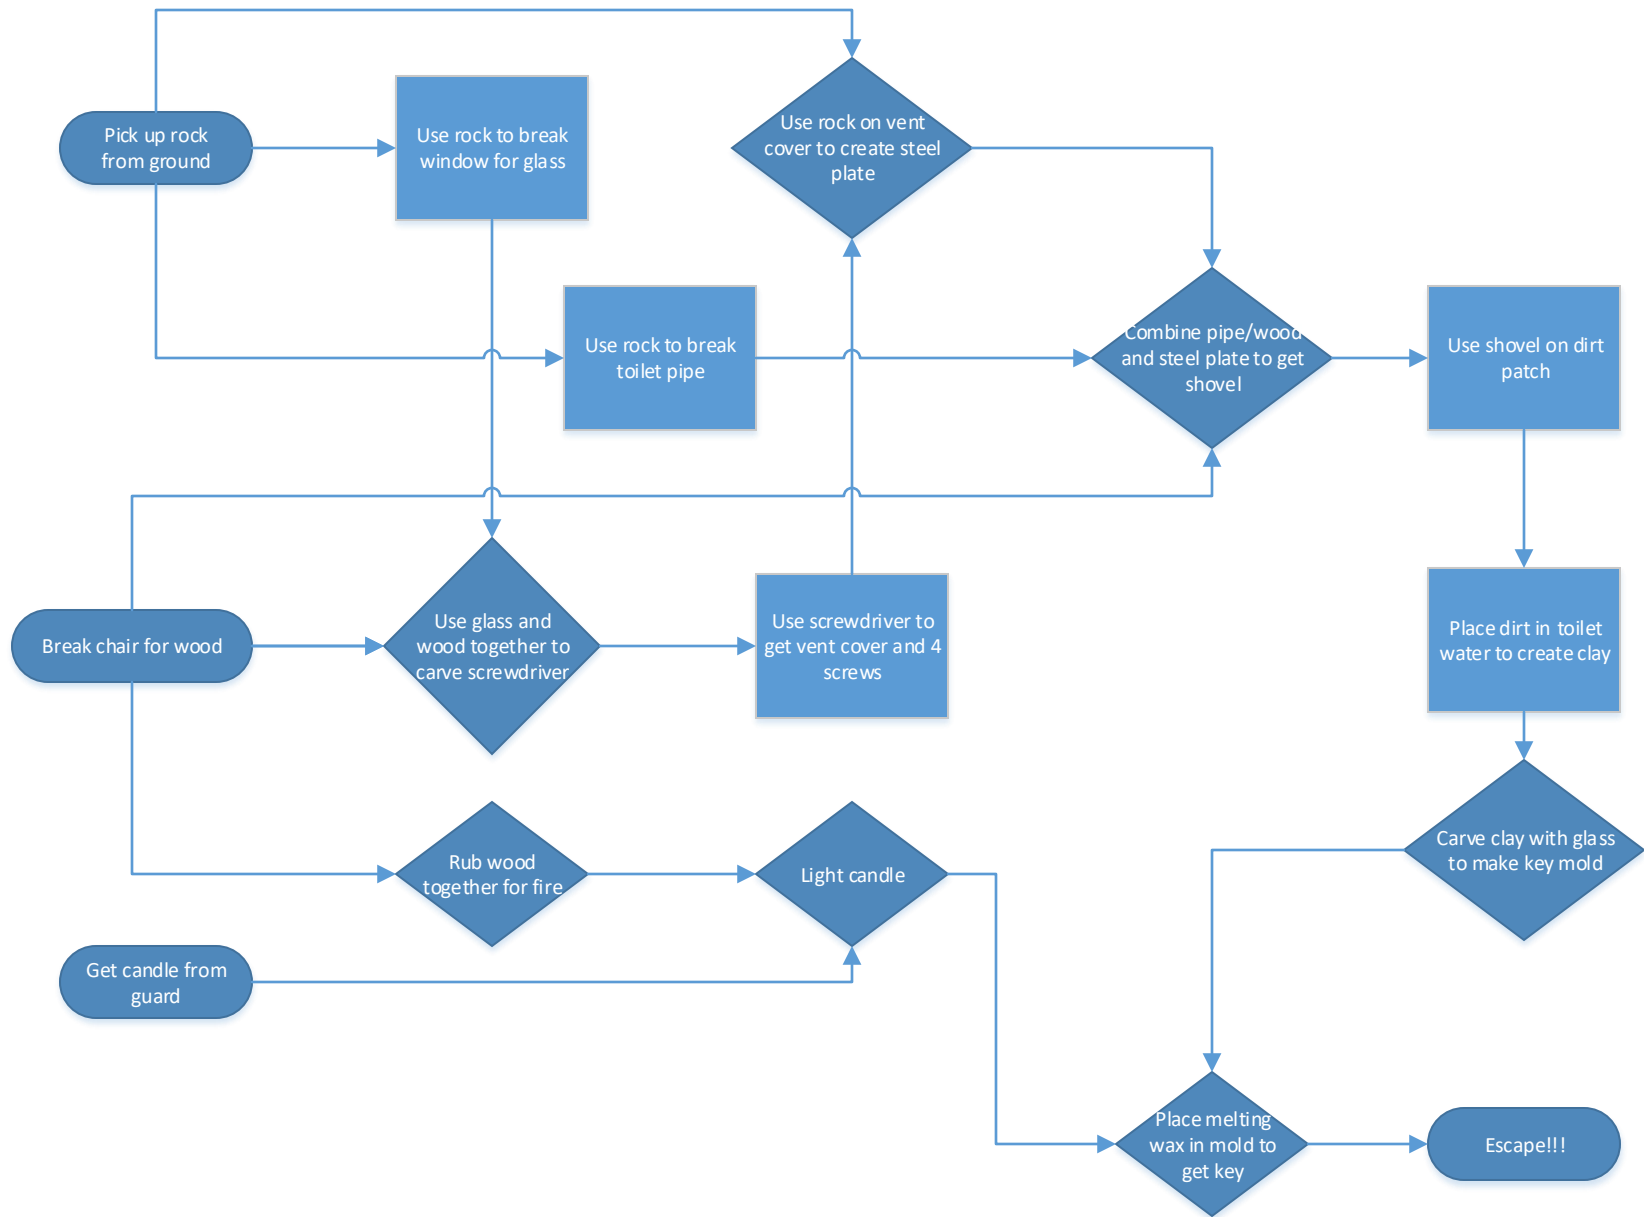 Pick up rock
from ground
Use rock to break
window for glass
Use rock on vent
cover to create steel
plate
Use rock to break
toilet pipe
Combine pipe/wood
and steel plate to get
shovel
Use shovel on dirt
patch
Break chair for wood
Use glass and
wood together to
carve screwdriver
Use screwdriver to
get vent cover and 4
screws
Place dirt in toilet
water to create clay
Rub wood
together for fire
Light candle
Carve clay with glass
to make key mold
Get candle from
guard
Place melting
wax in mold to
get key
Escape!!!